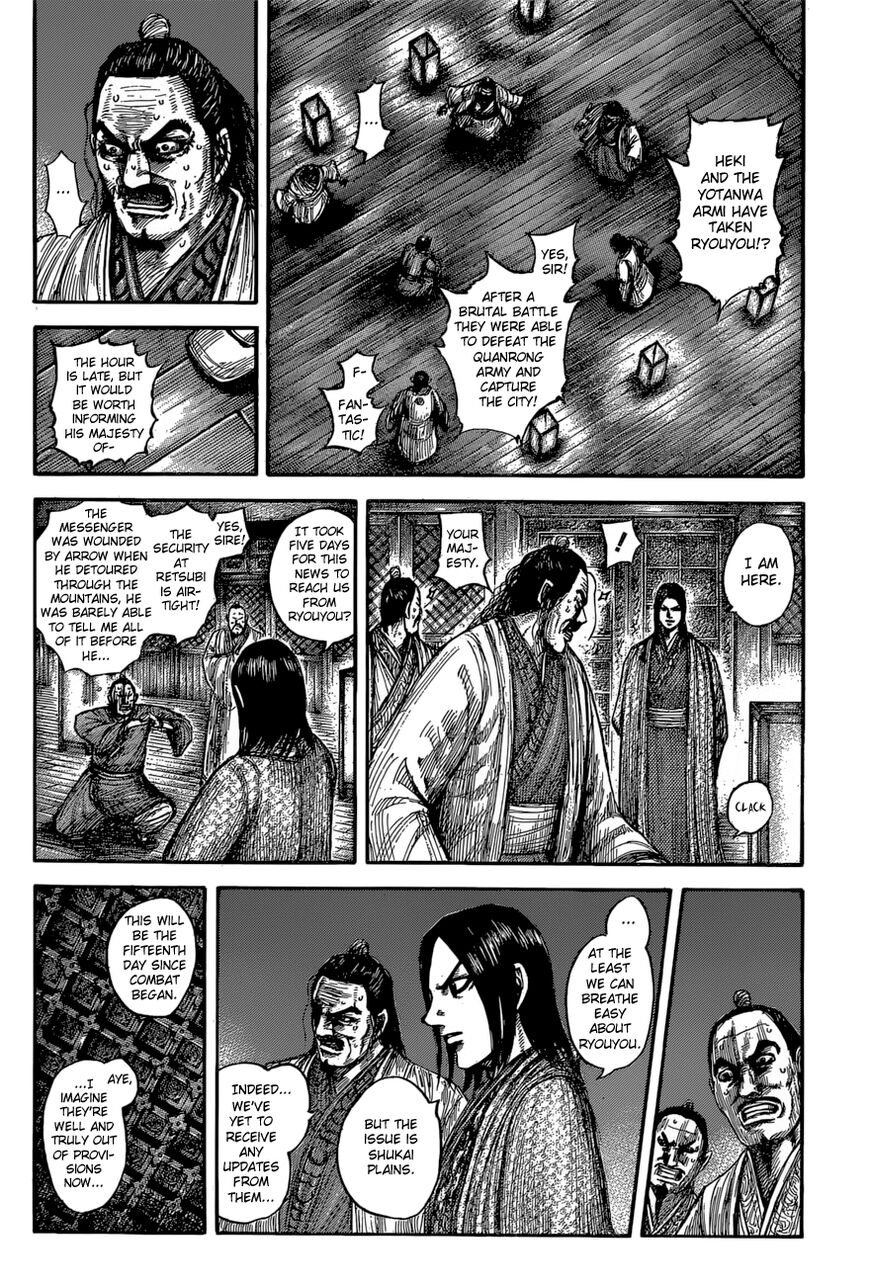 HEKI
AND THE
YOTANWA
ARMI HAVE
TAKEN
RYOUYOU!?
YES,
SIR!
AFTER A
BRUTAL BATTLE
THEY WERE ABLE
TO DEFEAT THE
QUANRONG
ARMY AND
CAPTURE
THE CITY!
...
F-
FAN-
TAS-
TIC!
...
THE HOUR
IS LATE, BUT
IT WOULD
BE WORTH
INFORMING
HIS MAJESTY
OF-
I AM
HERE.
CLACK
!
YOUR
MAJ-
ESTY.
IT TOOK
FIVE DAYS
FOR THIS
NEWS TO
REACH US
FROM
RYOUYOU?
YES,
SIRE!
THE
SECURITY
AT
RETSUBI
IS AIR-
TIGHT!
THE
MESSENGER
WAS WOUNDED
BY ARROW WHEN
HE DETOURED
THROUGH THE
MOUNTAINS, HE
WAS BARELY ABLE
TO TELL ME ALL
OF IT BEFORE
HE...
...
AT THE
LEAST
WE CAN
BREATHE
EASY
ABOUT
RYOUYOU.
BUT THE
ISSUE IS
SHUKAI
PLAINS.
INDEED...
WE'VE
YET TO
RECEIVE
ANY
UPDATES
FROM
THEM...
THIS WILL
BE THE
FIFTEENTH
DAY SINCE
COMBAT
BEGAN.
AYE,
...I
IMAGINE
THEY'RE
WELL AND
TRULY OUT
OF PROVI-
SIONS
NOW...